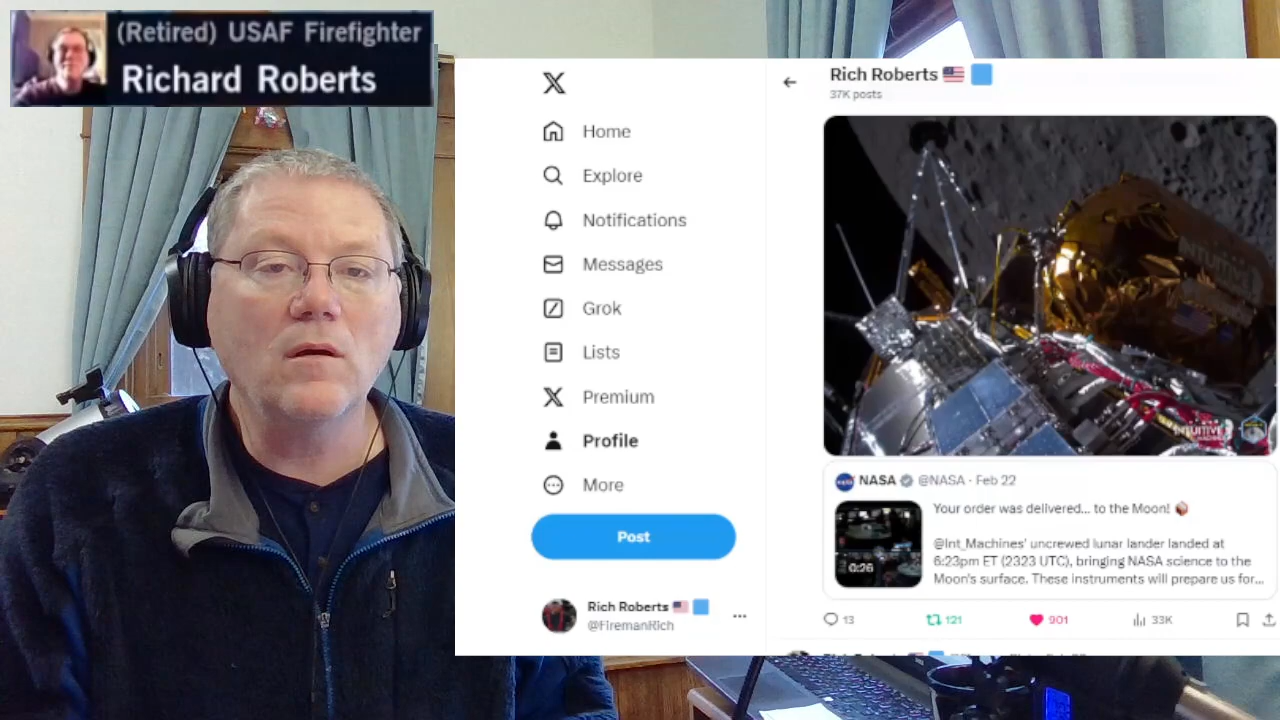 (Retired) USAF Firefighter
Richard Roberts
Home
Explore
Notifications
Messages
Grok
Lists
Premium
Profile
More
Post
Rich Roberts
@FiremanRich
Rich Roberts
37K posts
INTUITIVE
MACHINES
NASA @NASA · Feb 22
Your order was delivered... to the Moon!
@Int_Machines' uncrewed lunar lander landed at
6:23pm ET (2323 UTC), bringing NASA science to the
Moon's surface. These instruments will prepare us for...
0:26
13
121
901
33K